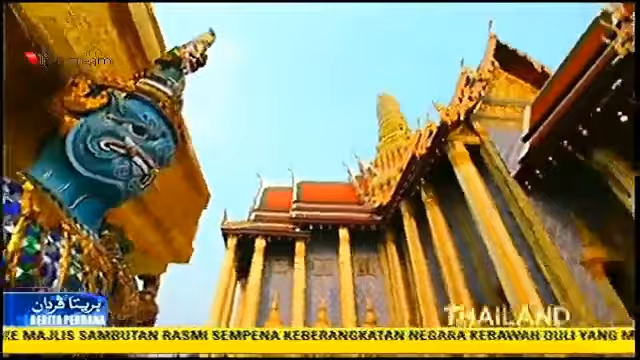 بريتا ڤردان
BERITA PERDANA
THAILAND
KE MAJLIS SAMBUTAN RASMI SEMPENA KEBERANGKATAN NEGARA KEBAWAH DULI YANG M